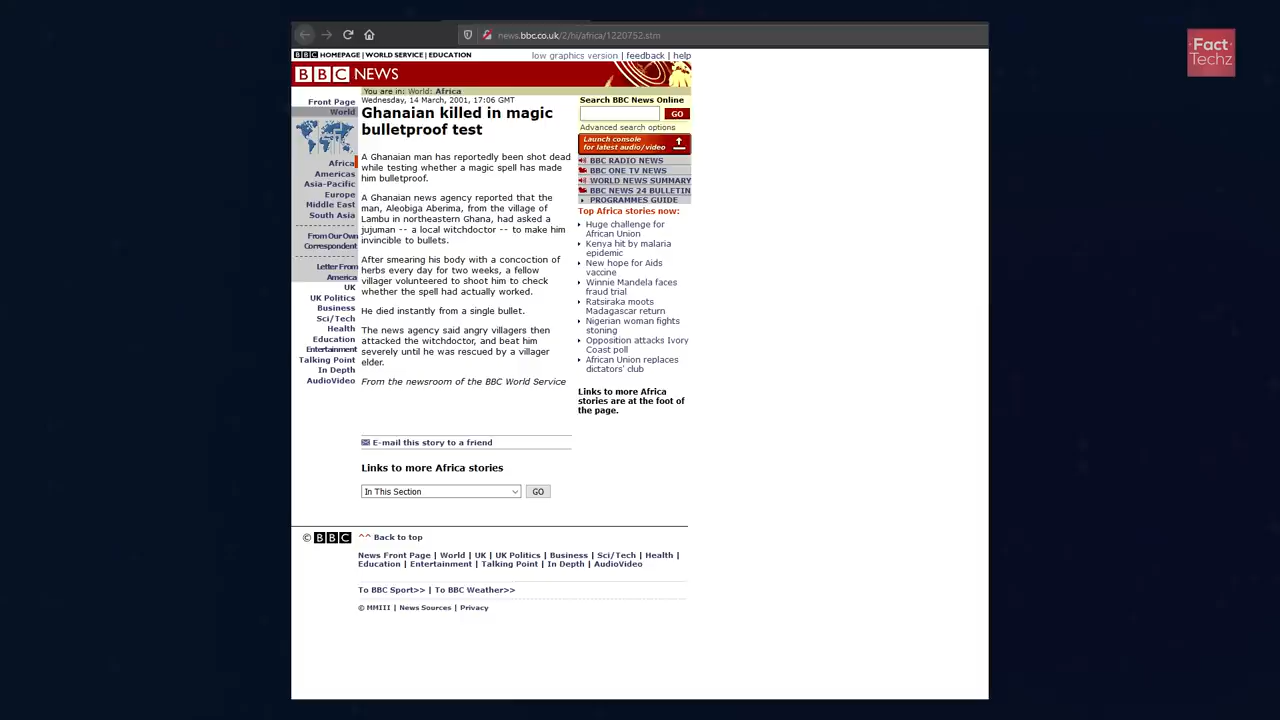 news.bbc.co.uk/2/hi/africa/1220752.stm
Fact
Techz
BBC HOMEPAGE | WORLD SERVICE | EDUCATION
low graphics version | feedback | help
BBC NEWS
You are in: World: Africa
Front Page
World
Africa
Americas
Asia-Pacific
Europe
Middle East
South Asia
From Our Own
Correspondent
Letter From
America
UK
UK Politics
Business
Sci/Tech
Health
Education
Entertainment
Talking Point
In Depth
AudioVideo
Wednesday, 14 March, 2001, 17:06 GMT
Ghanaian killed in magic
bulletproof test
A Ghanaian man has reportedly been shot dead
while testing whether a magic spell has made
him bulletproof.
A Ghanaian news agency reported that the
man, Aleobiga Aberima, from the village of
Lambu in northeastern Ghana, had asked a
jujuman -- a local witchdoctor -- to make him
invincible to bullets.
After smearing his body with a concoction of
herbs every day for two weeks, a fellow
villager volunteered to shoot him to check
whether the spell had actually worked.
He died instantly from a single bullet.
The news agency said angry villagers then
attacked the witchdoctor, and beat him
severely until he was rescued by a villager
elder.
From the newsroom of the BBC World Service
E-mail this story to a friend
Links to more Africa stories
In This Section
GO
Search BBC News Online
GO
Advanced search options
Launch console
for latest audio/video
BBC RADIO NEWS
BBC ONE TV NEWS
WORLD NEWS SUMMARY
BBC NEWS 24 BULLETIN
PROGRAMMES GUIDE
Top Africa stories now:
Huge challenge for
African Union
Kenya hit by malaria
epidemic
New hope for Aids
vaccine
Winnie Mandela faces
fraud trial
Ratsiraka moots
Madagascar return
Nigerian woman fights
stoning
Opposition attacks Ivory
Coast poll
African Union replaces
dictators' club
Links to more Africa
stories are at the foot of
the page.
© BBC
^^ Back to top
News Front Page | World | UK | UK Politics | Business | Sci/Tech | Health |
Education | Entertainment | Talking Point | In Depth | AudioVideo
To BBC Sport>> | To BBC Weather>>
© MMIII | News Sources | Privacy